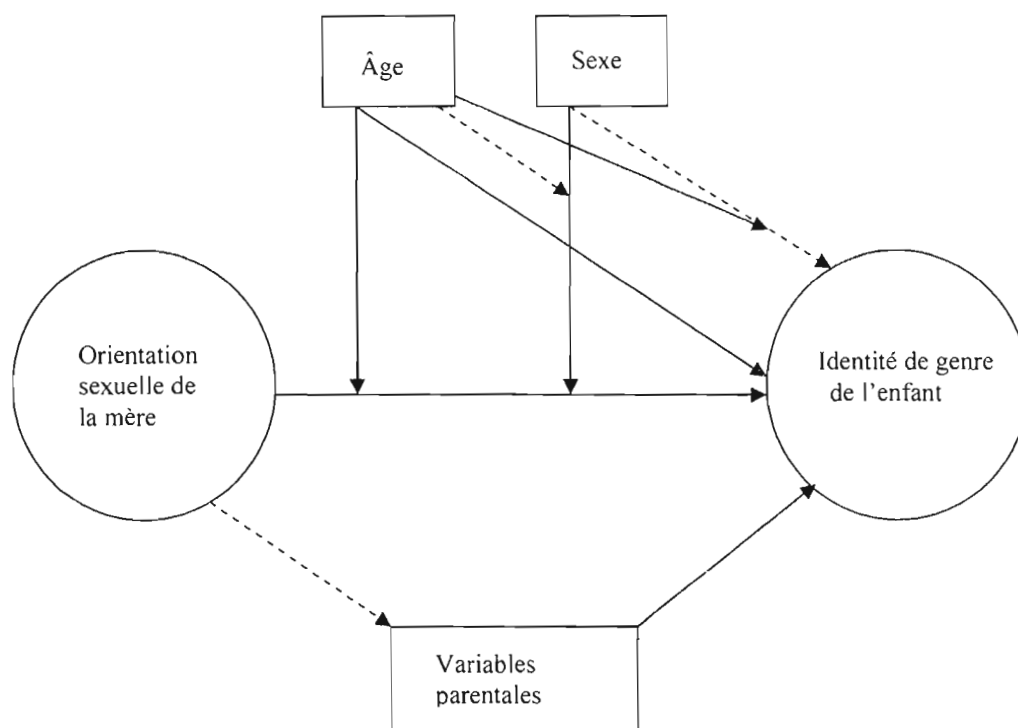 Âge
Sexe
Orientation
sexuelle de
la mère
Identité de genre
de l'enfant
Variables
parentales